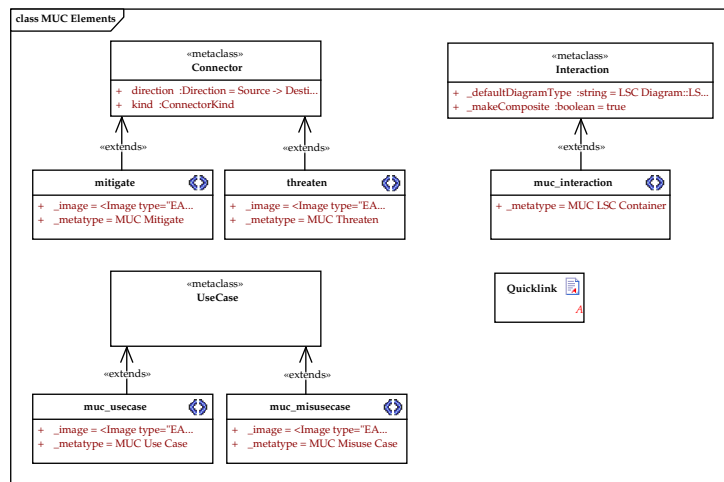 class MUC Elements
«metaclass»
Connector
+ direction :Direction = Source -> Desti...
+ kind :ConnectorKind
«metaclass»
Interaction
+ _defaultDiagramType :string = LSC Diagram::LS...
+ _makeComposite :boolean = true
«extends»
«extends»
«extends»
mitigate
+ _image = <Image type="EA...
+ _metatype = MUC Mitigate
threaten
+ _image = <Image type="EA...
+ _metatype = MUC Threaten
muc_interaction
+ _metatype = MUC LSC Container
«metaclass»
UseCase
Quicklink
A
«extends»
«extends»
muc_usecase
+ _image = <Image type="EA...
+ _metatype = MUC Use Case
muc_misusecase
+ _image = <Image type="EA...
+ _metatype = MUC Misuse Case